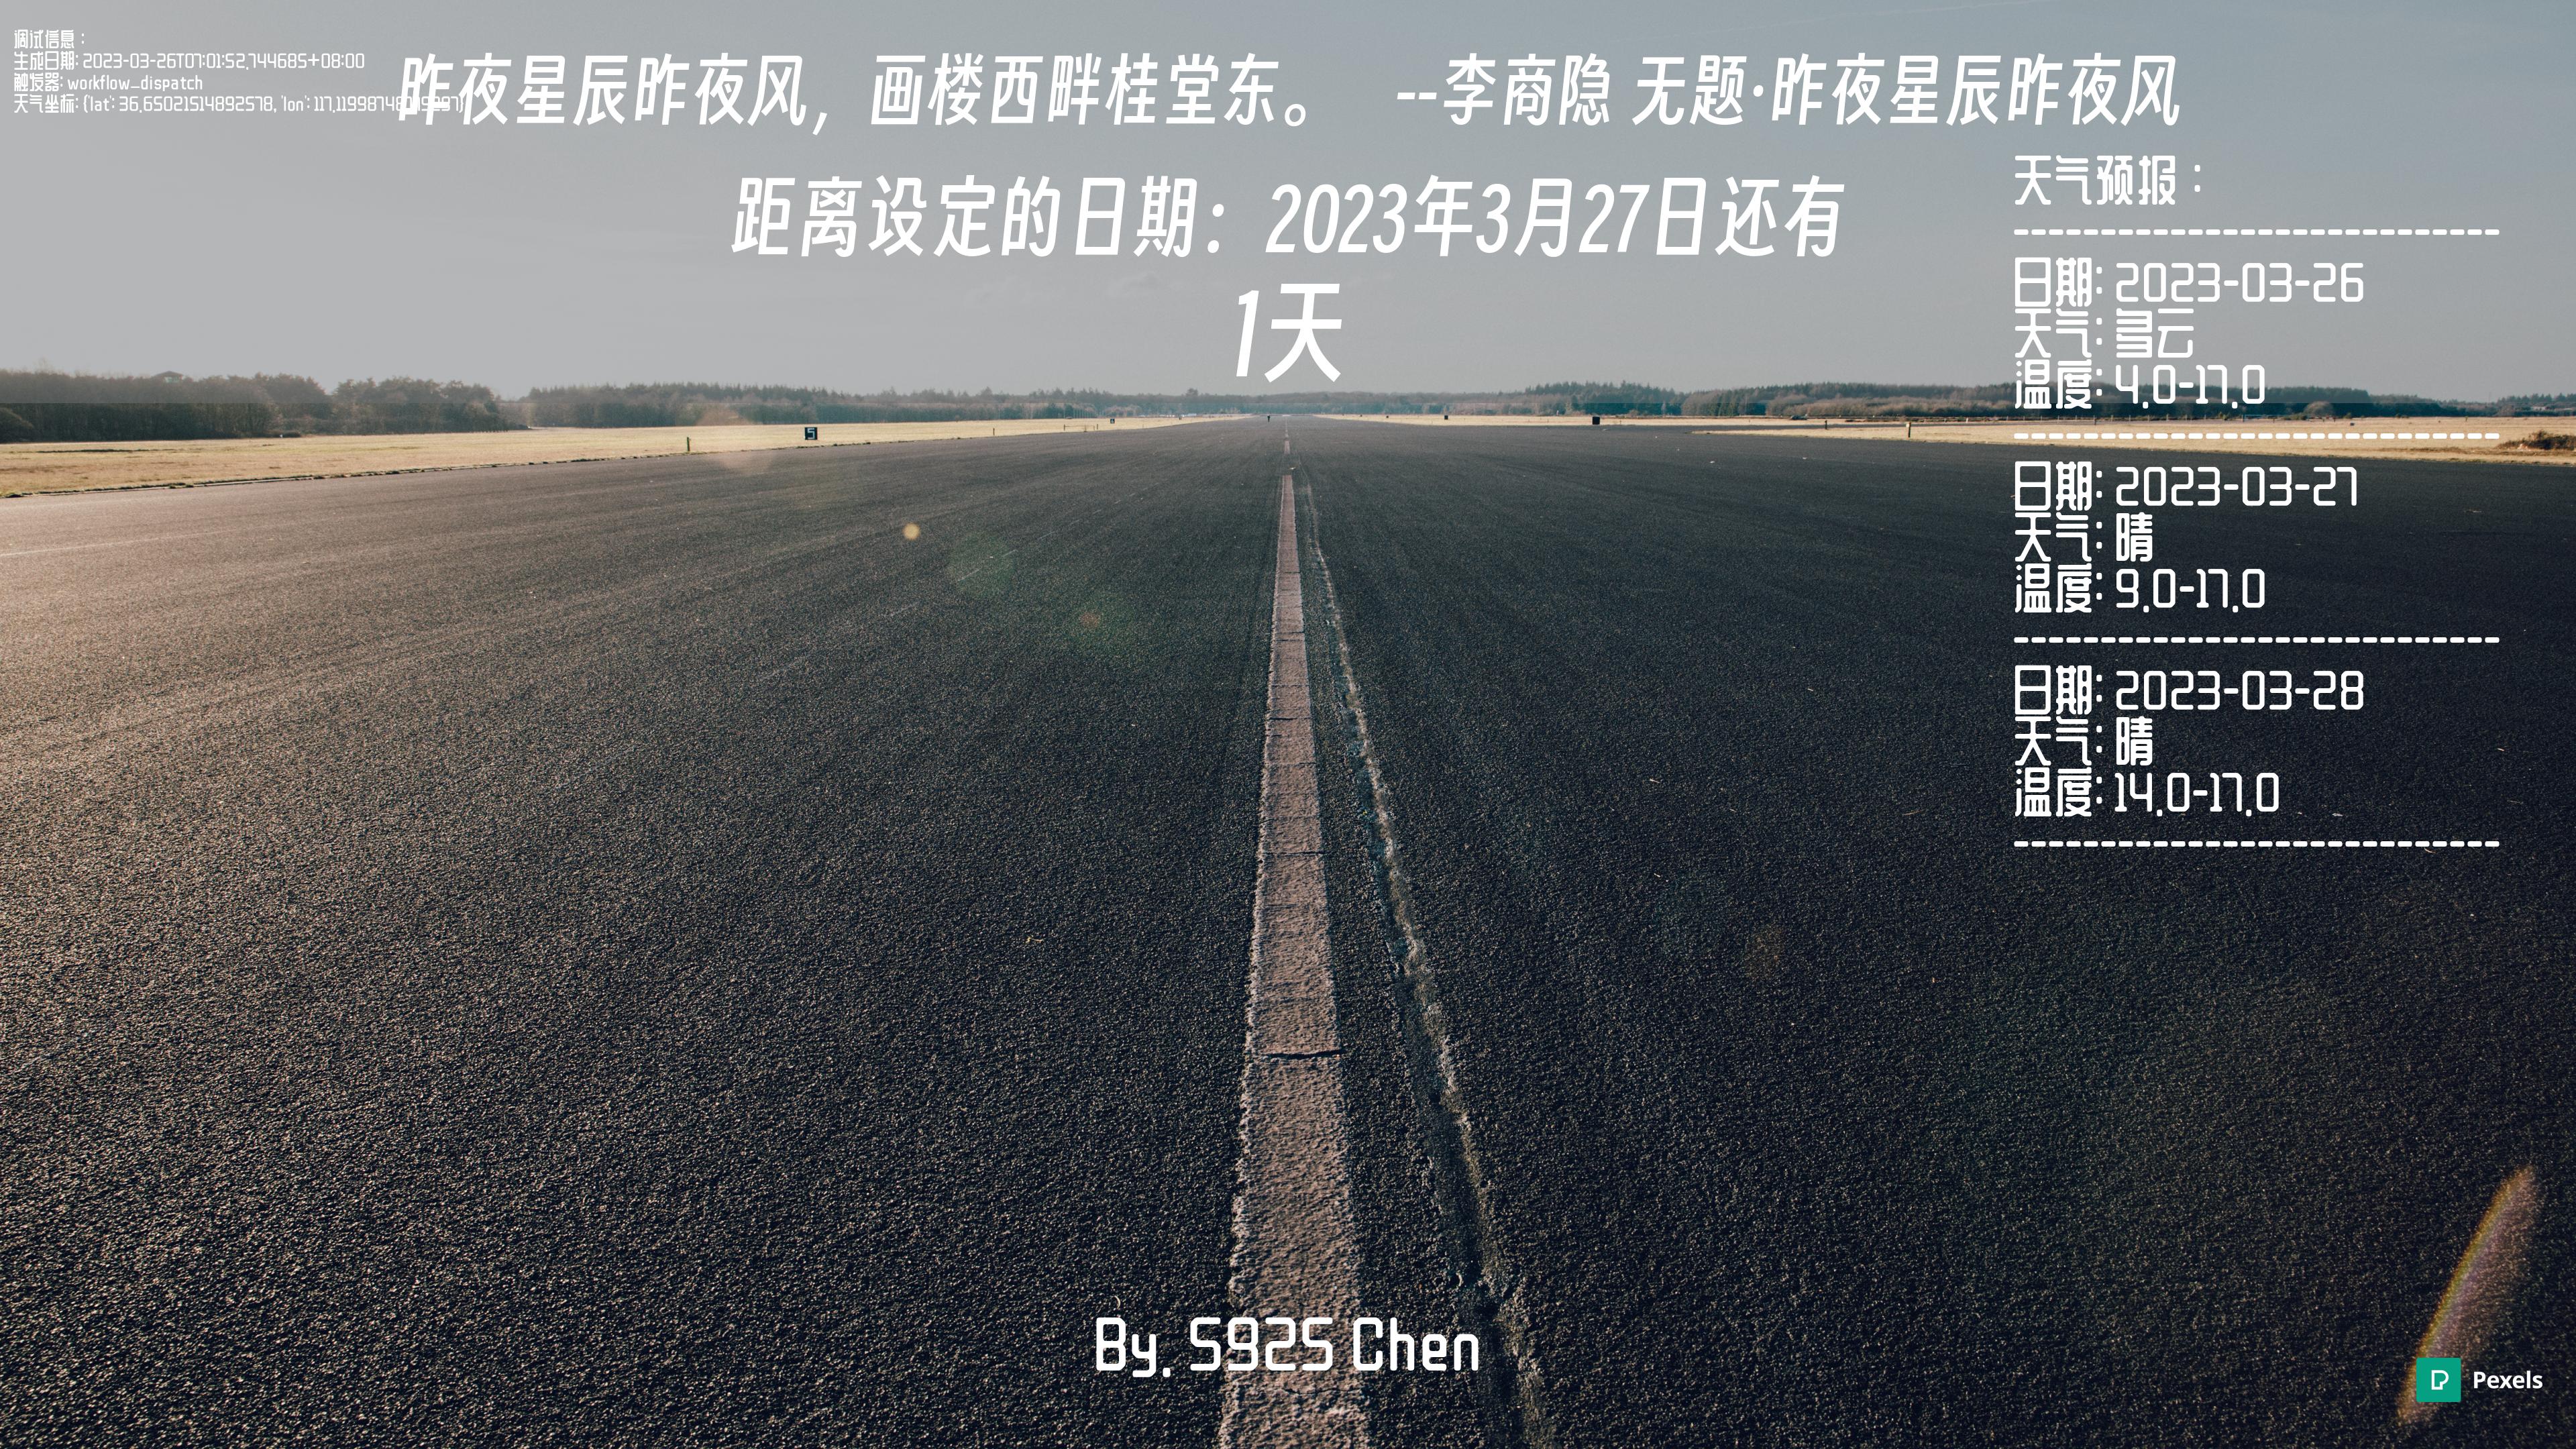 调试信息：
生成日期: 2023-03-26T07:01:52.744685+08:00
触发器: workflow_dispatch
天气坐标: {'lat': 36.65021514892578, 'lon':
昨夜星辰昨夜风，画楼西畔桂堂东。 --李商隐 无题·昨夜星辰昨夜风
距离设定的日期：2023年3月27日还有
1天
天气预报：
----------------------------
日期: 2023-03-26
天气: 多云
温度: 4.0-17.0
----------------------------
日期: 2023-03-27
天气: 晴
温度: 9.0-17.0
----------------------------
日期: 2023-03-28
天气: 晴
温度: 14.0-17.0
----------------------------
5
By. S925 Chen
Pexels